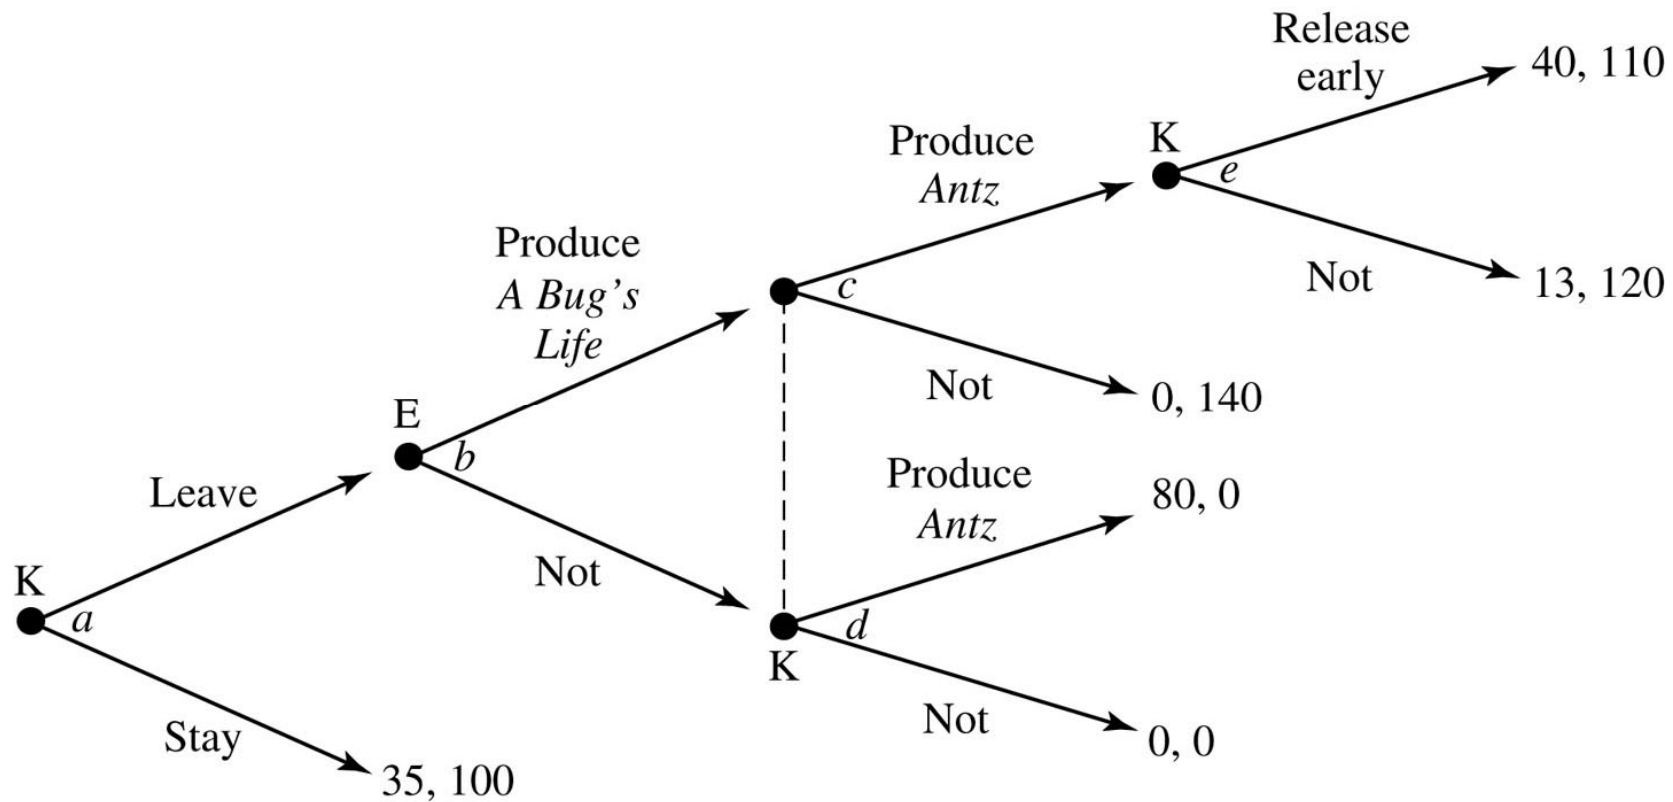 Release
early
40, 110
K
e
Produce
Antz
Not
13, 120
Produce
A Bug's
Life
c
Not
0, 140
E
b
Leave
Produce
Antz
80, 0
Not
K
a
d
K
Not
0, 0
Stay
35, 100